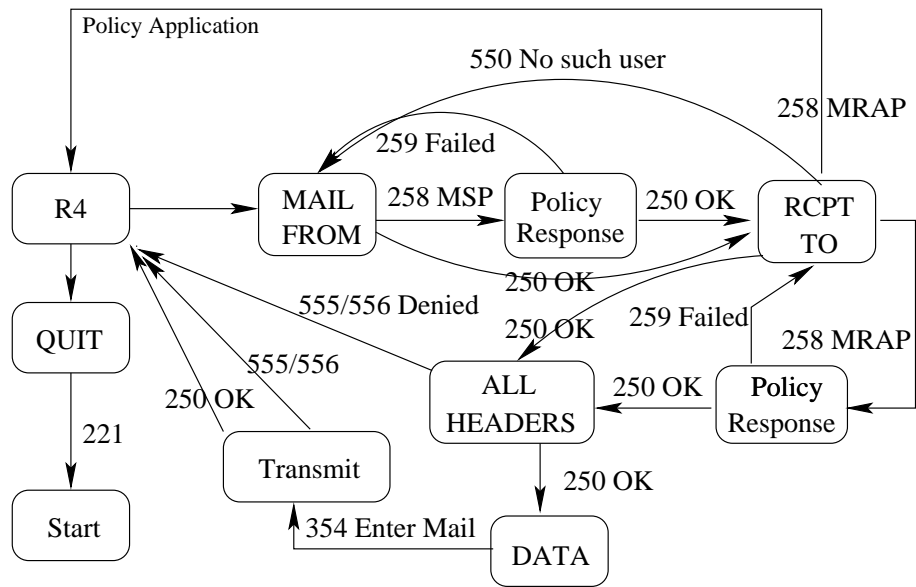 Policy Application
550 No such user
258 MRAP
259 Failed
R4
MAIL
FROM
258 MSP
Policy
Response
250 OK
RCPT
TO
250 OK
555/556 Denied
250 OK
259 Failed
258 MRAP
QUIT
555/556
250 OK
ALL
HEADERS
250 OK
Policy
Response
221
Transmit
250 OK
Start
354 Enter Mail
DATA